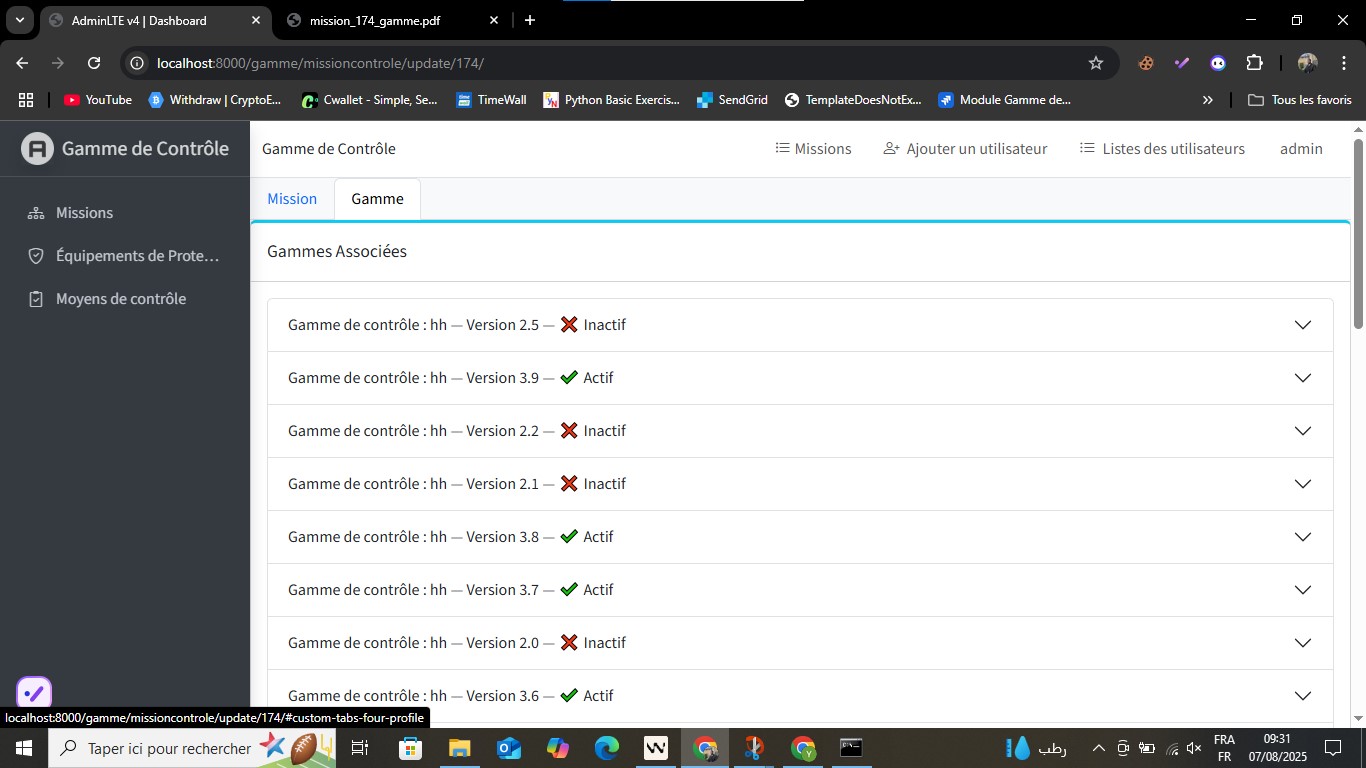 AdminLTE v4 | Dashboard
mission_174_gamme.pdf
localhost:8000/gamme/missioncontrole/update/174/
YouTube
Withdraw | CryptoE...
Cwallet - Simple, Se...
TimeWall
Python Basic Exercis...
SendGrid
TemplateDoesNotEx...
Module Gamme de...
Tous les favoris
Gamme de Contrôle
Gamme de Contrôle
Missions
Ajouter un utilisateur
Listes des utilisateurs
admin
Missions
Équipements de Prote...
Moyens de contrôle
Mission
Gamme
Gammes Associées
Gamme de contrôle : hh — Version 2.5 — ❌ Inactif
Gamme de contrôle : hh — Version 3.9 — ✔ Actif
Gamme de contrôle : hh — Version 2.2 — ❌ Inactif
Gamme de contrôle : hh — Version 2.1 — ❌ Inactif
Gamme de contrôle : hh — Version 3.8 — ✔ Actif
Gamme de contrôle : hh — Version 3.7 — ✔ Actif
Gamme de contrôle : hh — Version 2.0 — ❌ Inactif
Gamme de contrôle : hh — Version 3.6 — ✔ Actif
localhost:8000/gamme/missioncontrole/update/174/#custom-tabs-four-profile
Taper ici pour rechercher
رطب
FRA
FR
09:31
07/08/2025